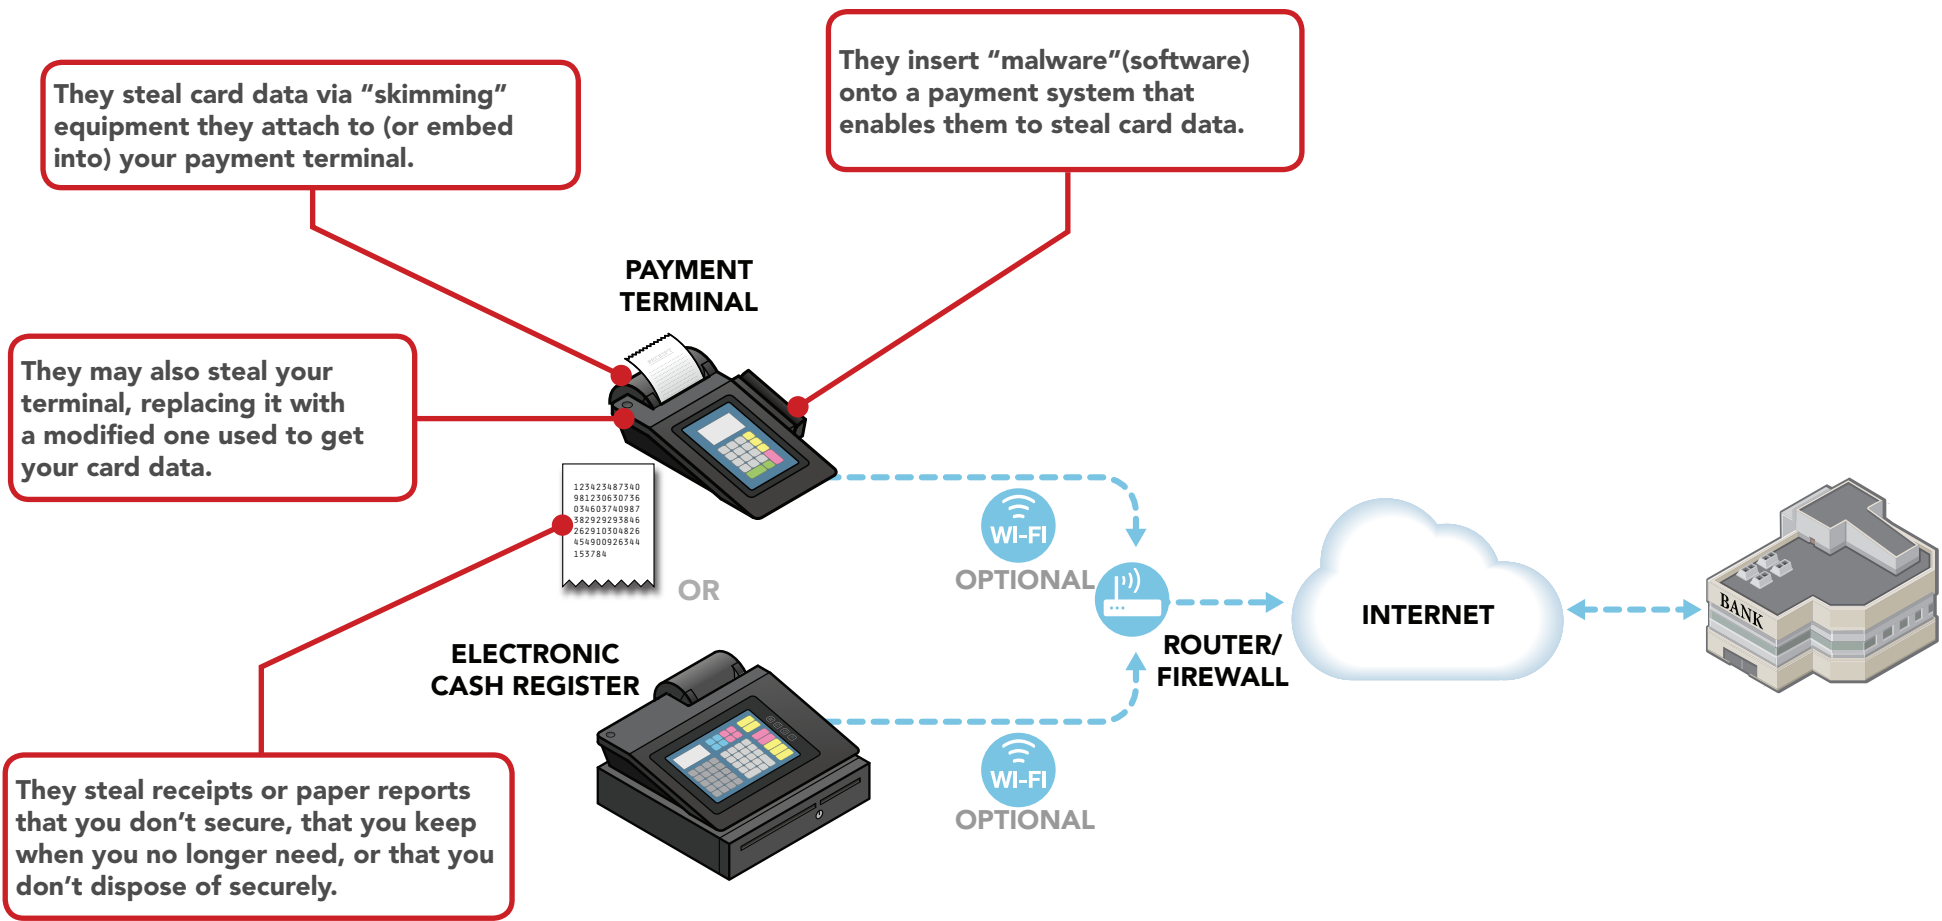 They steal card data via “skimming”
equipment they attach to (or embed
into) your payment terminal.
They insert “malware”(software)
onto a payment system that
enables them to steal card data.
PAYMENT
TERMINAL
RECEIPT
They may also steal your
terminal, replacing it with
a modified one used to get
your card data.
123423487340
981230630736
034603740987
382929293846
262910304826
454900926344
153784
OR
WI-FI
OPTIONAL
INTERNET
BANK
ROUTER/
FIREWALL
ELECTRONIC
CASH REGISTER
WI-FI
OPTIONAL
They steal receipts or paper reports
that you don’t secure, that you keep
when you no longer need, or that you
don’t dispose of securely.